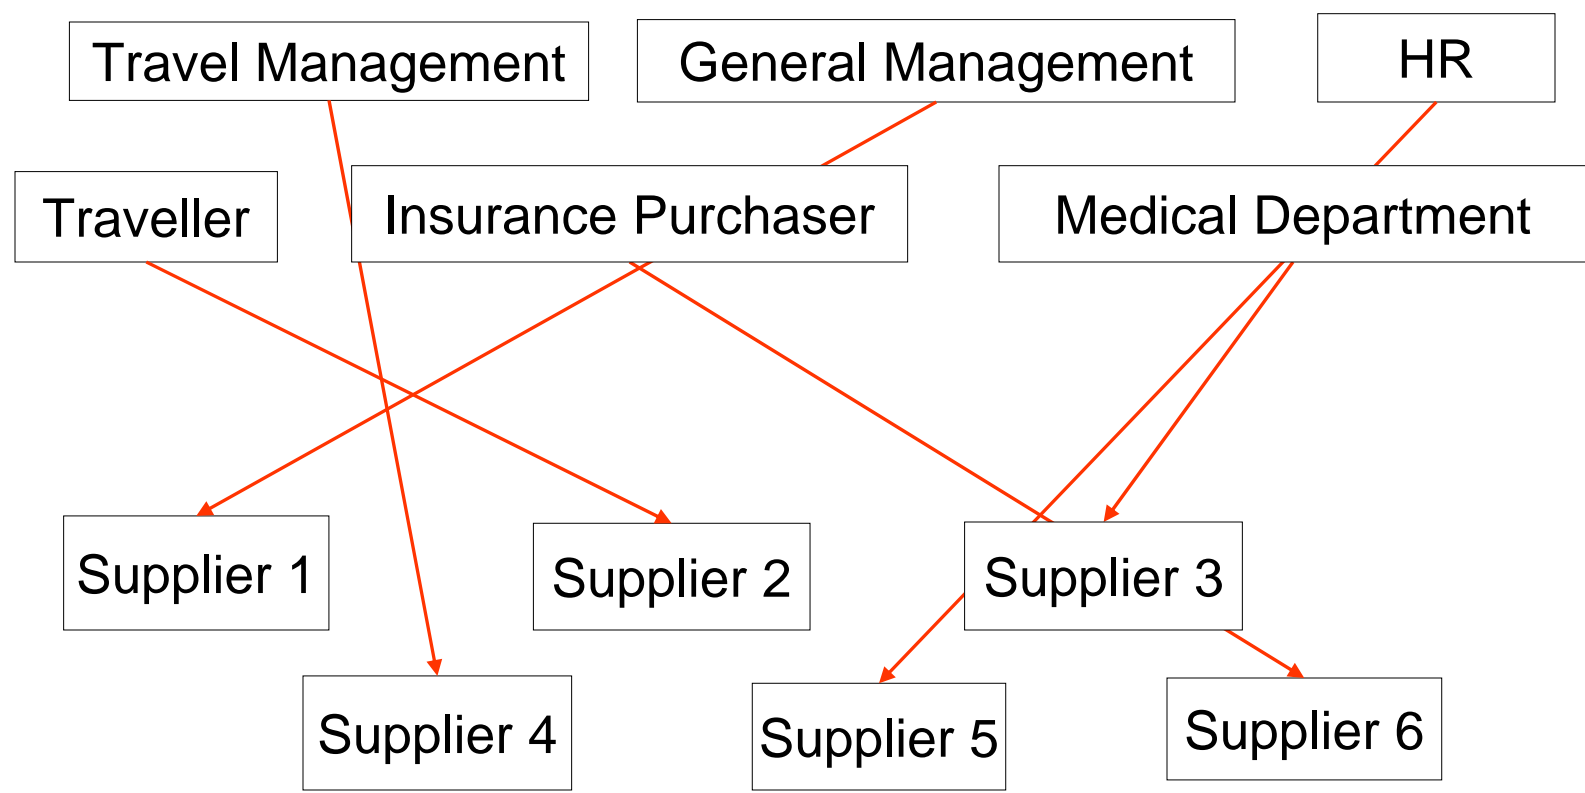 Travel Management
General Management
HR
Traveller
Insurance Purchaser
Medical Department
Supplier 1
Supplier 2
Supplier 3
Supplier 4
Supplier 5
Supplier 6